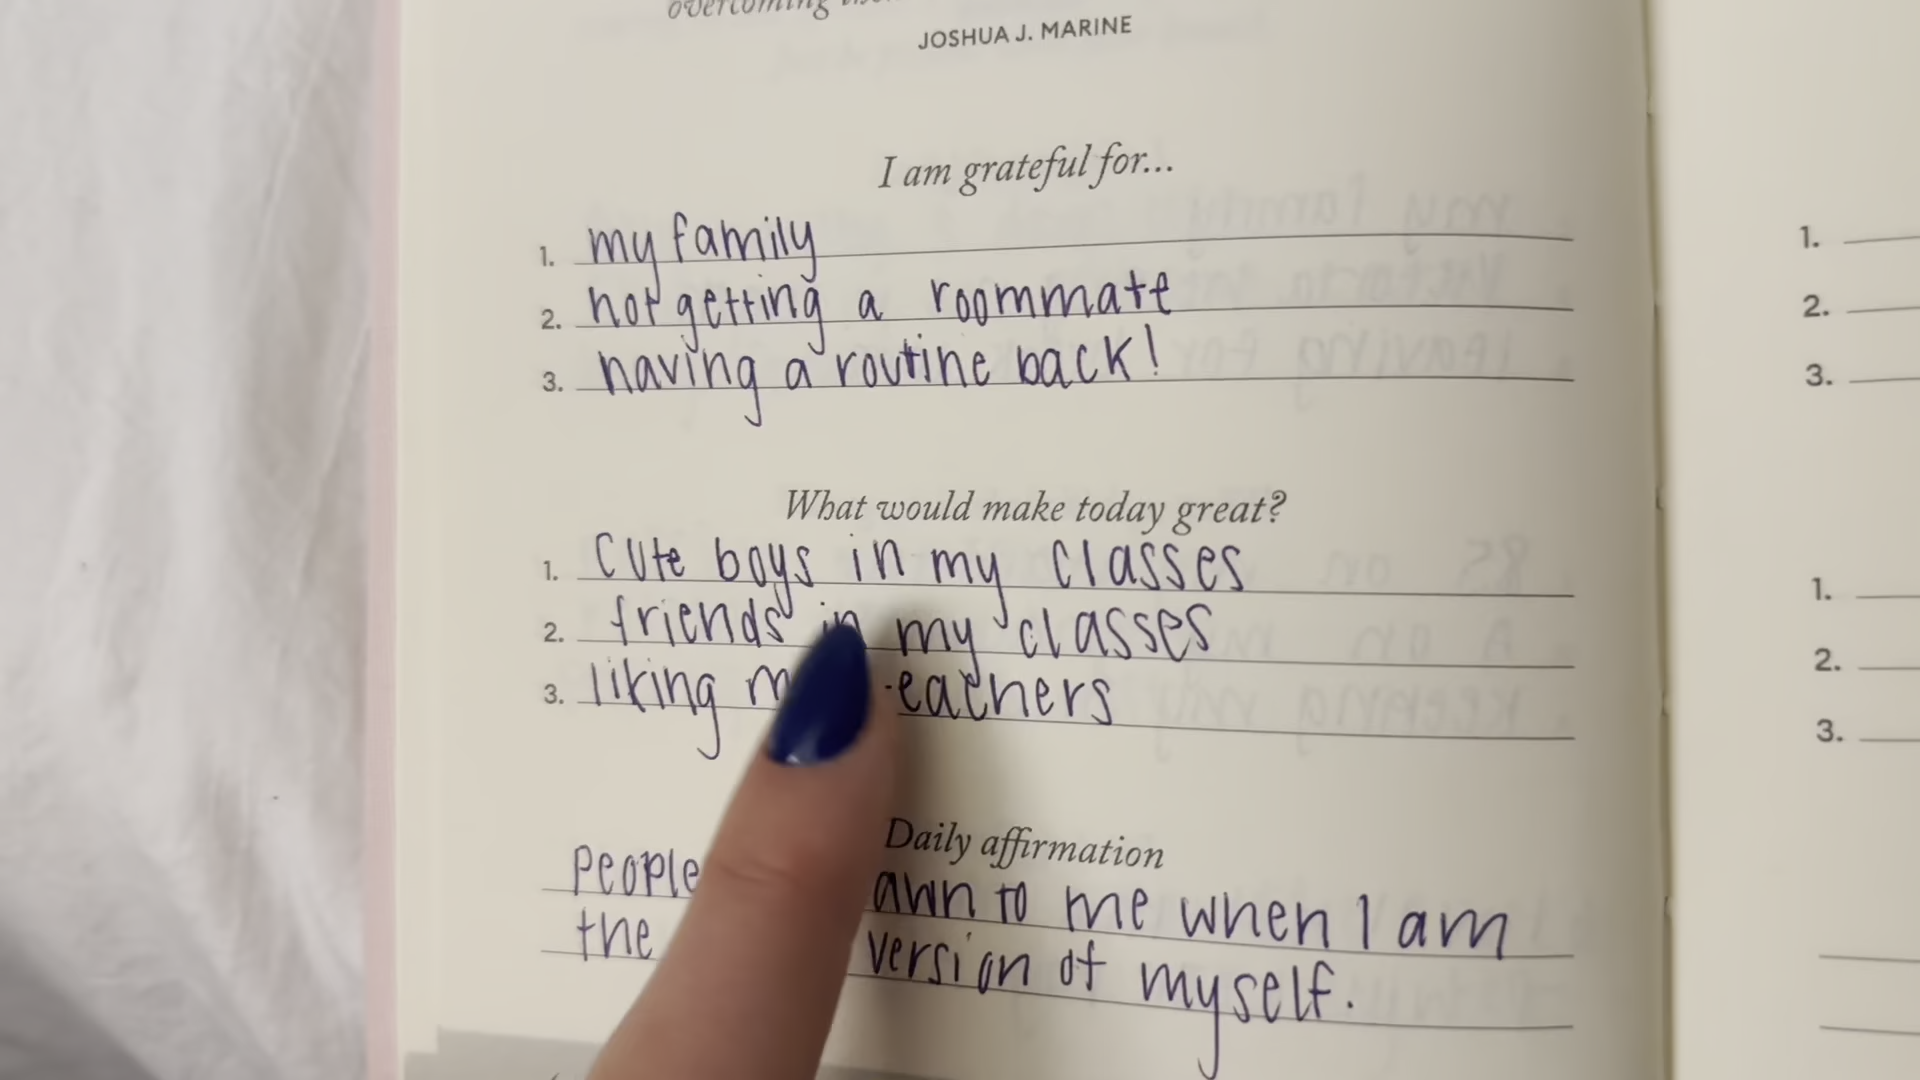 overcoming
JOSHUA J. MARINE
I am grateful for...
1. my family
2. not getting a roommate
3. having a routine back!
What would make today great?
1. cute boys in my classes
2. friends in my classes
3. liking eachers
Daily affirmation
People awn to me when I am
the version of myself.
1.
2.
3.
1.
2.
3.